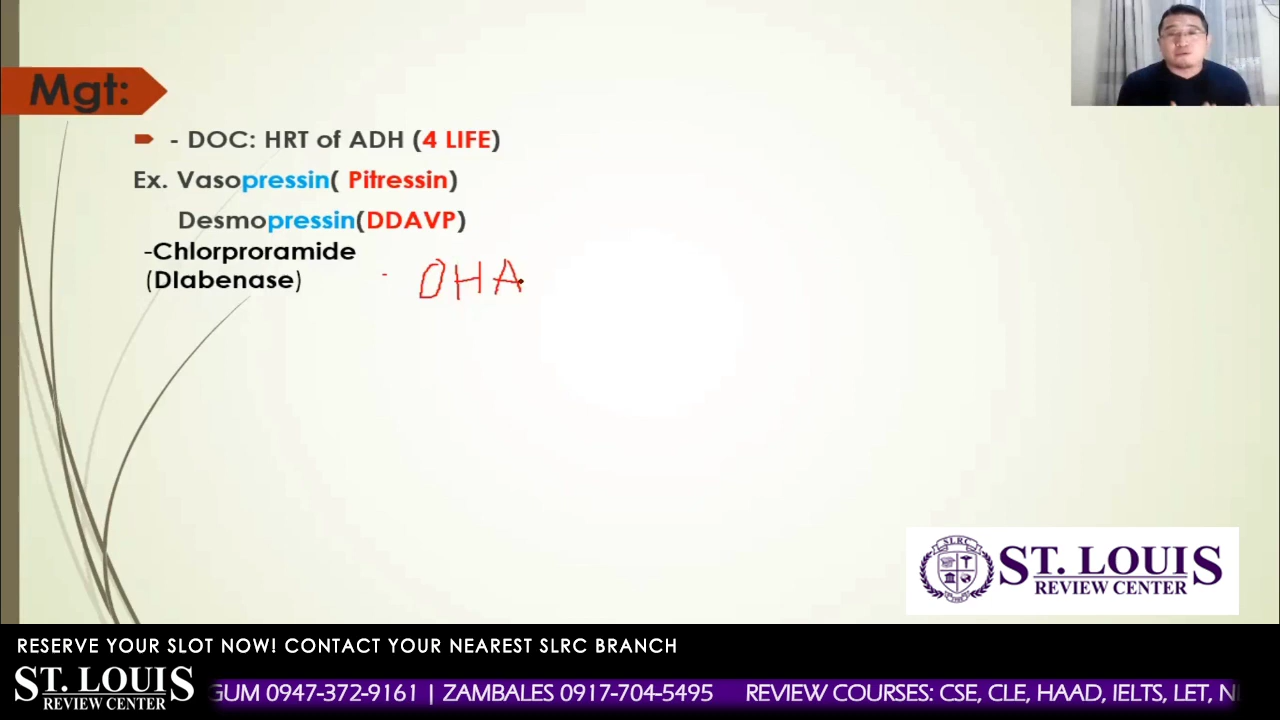 Mgt:
- DOC: HRT of ADH (4 LIFE)
Ex. Vasopressin( Pitressin)
Desmopressin(DDAVP)
-Chlorproramide
(DIabenase)
OHA
SLRC
ST. LOUIS
REVIEW CENTER
RESERVE YOUR SLOT NOW! CONTACT YOUR NEAREST SLRC BRANCH
ST. LOUIS
REVIEW CENTER
GUM 0947-372-9161 | ZAMBALES 0917-704-5495 REVIEW COURSES: CSE, CLE, HAAD, IELTS, LET, N